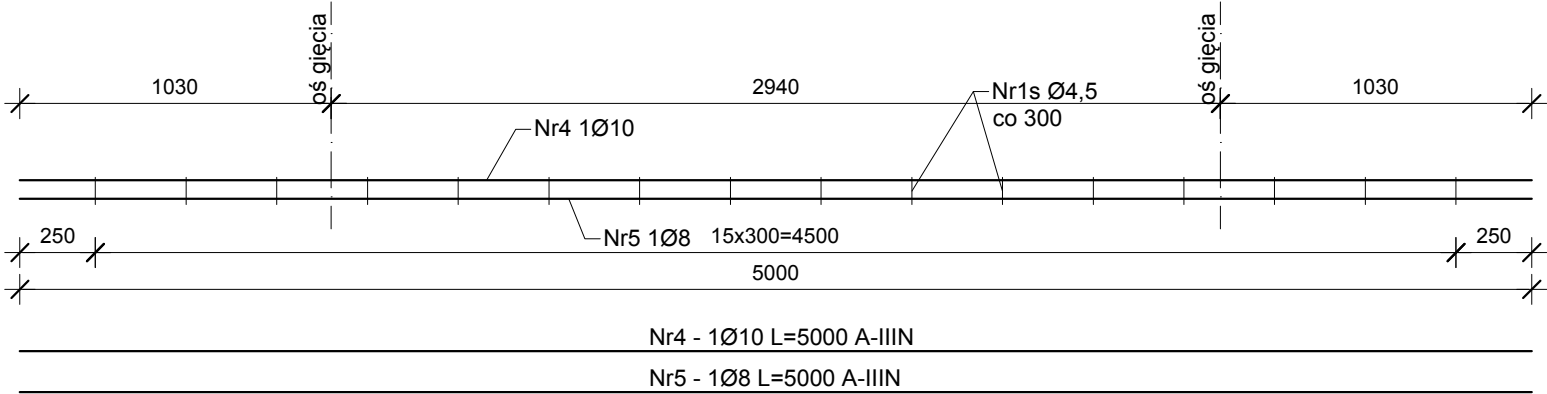 oś gięcia
oś gięcia
1030
2940
1030
Nr1s Ø4,5
co 300
Nr4 1Ø10
250
Nr5 1Ø8
15x300=4500
250
5000
Nr4 - 1Ø10 L=5000 A-IIIN
Nr5 - 1Ø8 L=5000 A-IIIN